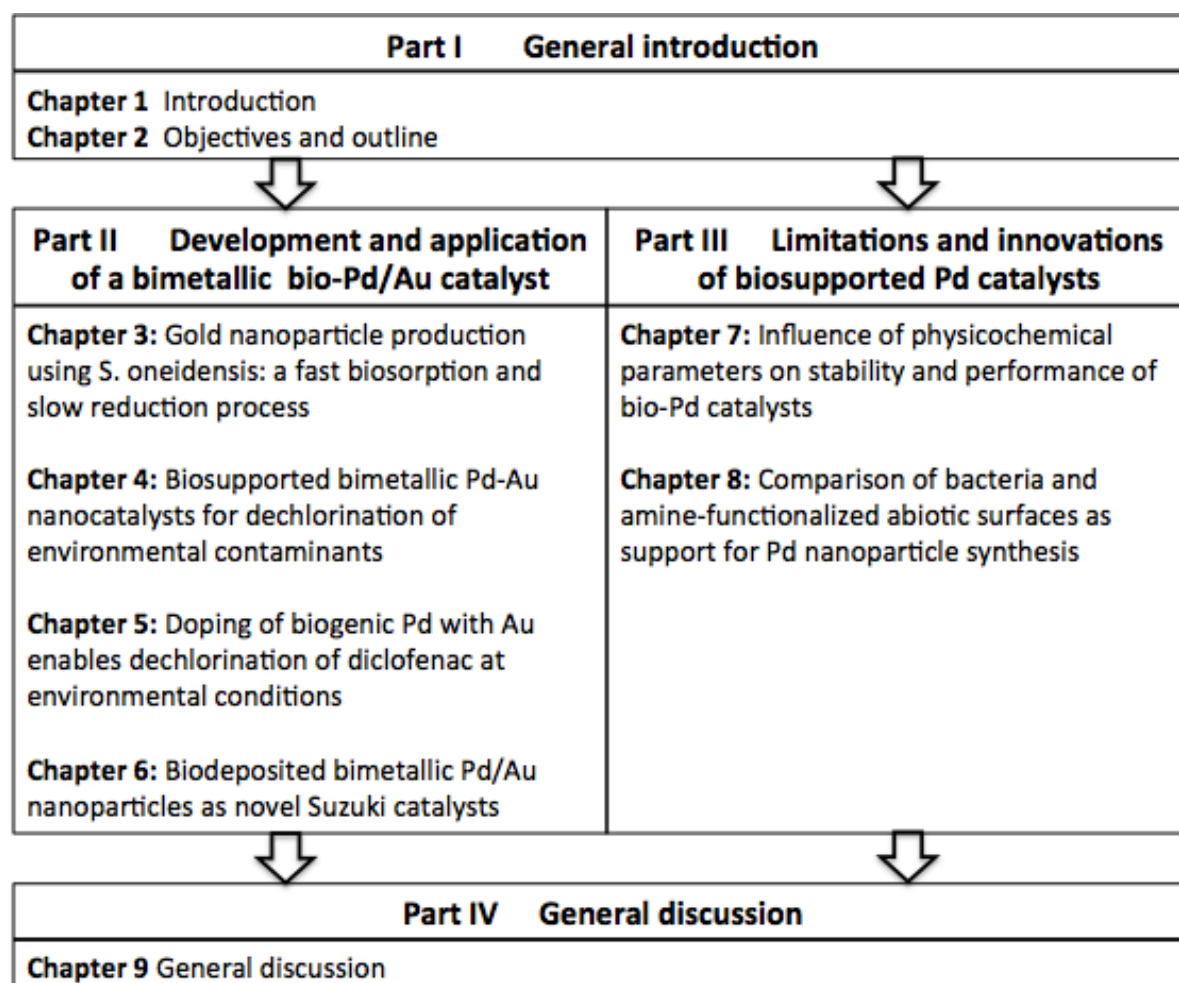 Part I General introduction
Chapter 1 Introduction
Chapter 2 Objectives and outline
Part II Development and application
of a bimetallic bio-Pd/Au catalyst
Chapter 3: Gold nanoparticle production
using S. oneidensis: a fast biosorption and
slow reduction process
Chapter 4: Biosupported bimetallic Pd-Au
nanocatalysts for dechlorination of
environmental contaminants
Chapter 5: Doping of biogenic Pd with Au
enables dechlorination of diclofenac at
environmental conditions
Chapter 6: Biodeposited bimetallic Pd/Au
nanoparticles as novel Suzuki catalysts
Part III Limitations and innovations
of biosupported Pd catalysts
Chapter 7: Influence of physicochemical
parameters on stability and performance of
bio-Pd catalysts
Chapter 8: Comparison of bacteria and
amine-functionalized abiotic surfaces as
support for Pd nanoparticle synthesis
Part IV General discussion
Chapter 9 General discussion